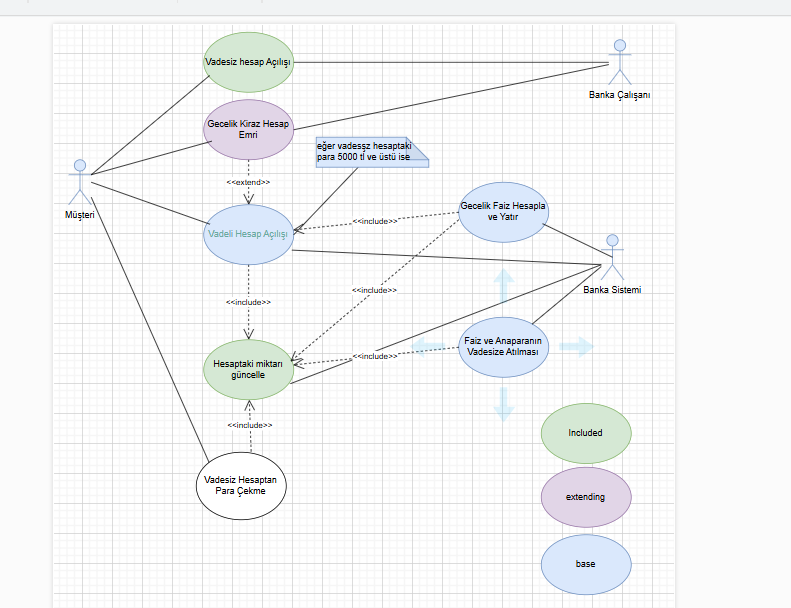 Vadesiz hesap Açılışı
Banka Çalışanı
Gecelik Kiraz Hesap
Emri
eğer vadessz hesaptaki
para 5000 tl ve üstü ise
<<extend>>
Müşteri
Gecelik Faiz Hesapla
ve Yatır
<<include>>
Vadeli Hesap Açılışı
Banka Sistemi
<<include>>
<<include>>
Faiz ve Anaparanın
Vadesize Atılması
<<include>>
Hesaptaki miktarı
güncelle
<<include>>
Included
Vadesiz Hesaptan
Para Çekme
extending
base